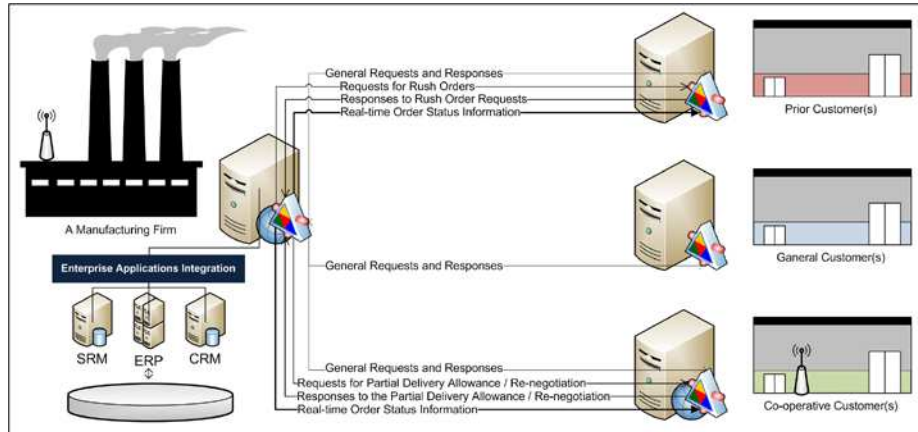 General Requests and Responses
Requests for Rush Orders
Responses to Rush Order Requests
Real-time Order Status Information
Prior Customer(s)
A Manufacturing Firm
Enterprise Applications Integration
General Requests and Responses
Ganeral Customer(s)
SRM
ERP
CRM
General Requests and Responses
Requests for Partial Delivery Allowance / Re-negotiation
Responses to the Partial Delivery Allowance / Re-negotiation
Real-time Order Status Information
Co-operative Customer(s)